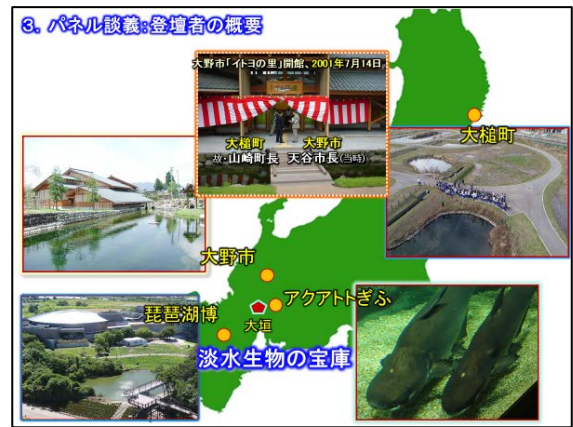 3. パネル談義:登壇者の概要
大野市「イトヨの里」開館、2001年7月14日
大槌町 大野市
故・山崎町長 天谷市長(当時)
大槌町
大野市
アクアトトぎふ
琵琶湖博
大垣
淡水生物の宝庫